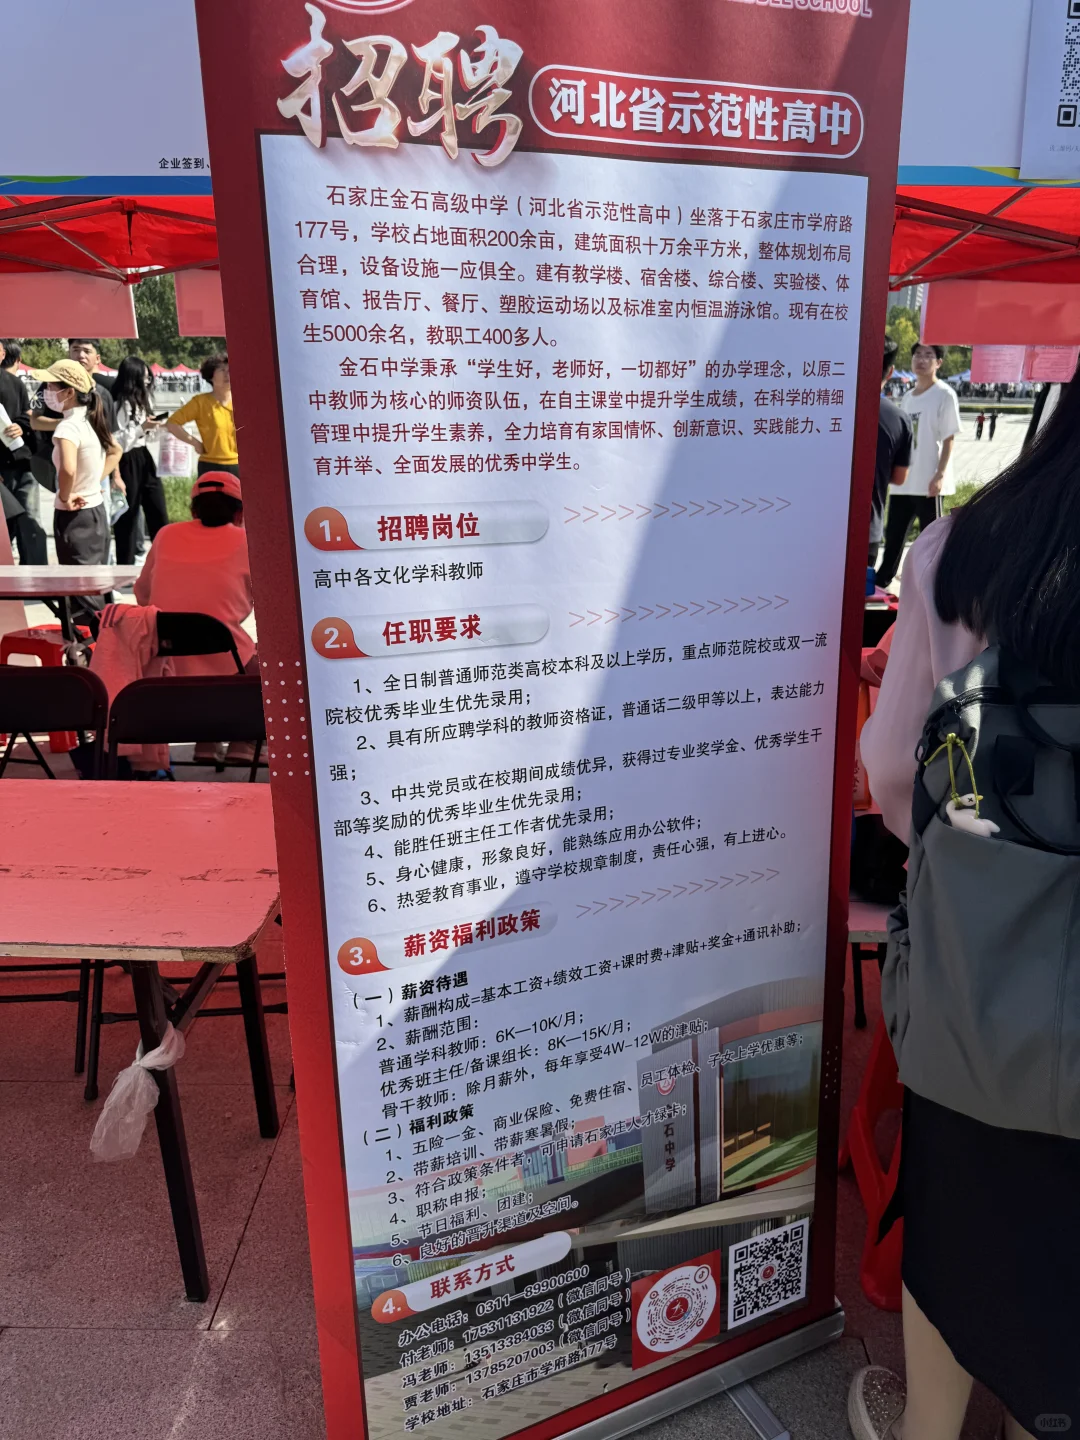 SCHOOL
招聘
河北省示范性高中
企业签到、
石家庄金石高级中学（河北省示范性高中）坐落于石家庄市学府路
177号，学校占地面积200余亩，建筑面积十万余平方米，整体规划布局
合理，设备设施一应俱全。建有教学楼、宿舍楼、综合楼、实验楼、体
育馆、报告厅、餐厅、塑胶运动场以及标准室内恒温游泳馆。现有在校
生5000余名，教职工400多人。
金石中学秉承“学生好，老师好，一切都好”的办学理念，以原二
中教师为核心的师资队伍，在自主课堂中提升学生成绩，在科学的精细
管理中提升学生素养，全力培育有家国情怀、创新意识、实践能力、五
育并举、全面发展的优秀中学生。
1. 招聘岗位
高中各文化学科教师
2. 任职要求
1、全日制普通师范类高校本科及以上学历，重点师范院校或双一流
院校优秀毕业生优先录用；
2、具有所应聘学科的教师资格证，普通话二级甲等以上，表达能力
强；
3、中共党员或在校期间成绩优异，获得过专业奖学金、优秀学生干
部等奖励的优秀毕业生优先录用；
4、能胜任班主任工作者优先录用；
5、身心健康，形象良好，能熟练应用办公软件；
6、热爱教育事业，遵守学校规章制度，责任心强，有上进心。
3. 薪资福利政策
（一）薪资待遇
1、薪酬构成=基本工资+绩效工资+课时费+津贴+奖金+通讯补助；
2、薪酬范围：
普通学科教师：6K—10K/月；
优秀班主任/备课组长：8K—15K/月；
骨干教师：除月薪外，每年享受4W-12W的津贴；
（二）福利政策
1、五险一金、商业保险、免费住宿、员工体检、子女上学优惠等；
2、带薪培训、带薪寒暑假；
3、符合政策条件者，可申请石家庄人才绿卡；
4、职称申报；
5、节日福利、团建；
6、良好的晋升渠道及空间。
石中学
4. 联系方式
办公电话：0311—89900600
付老师：17531131922（微信同号）
冯老师：13513384033（微信同号）
贾老师：13785207003（微信同号）
学校地址：石家庄市学府路177号
小红书